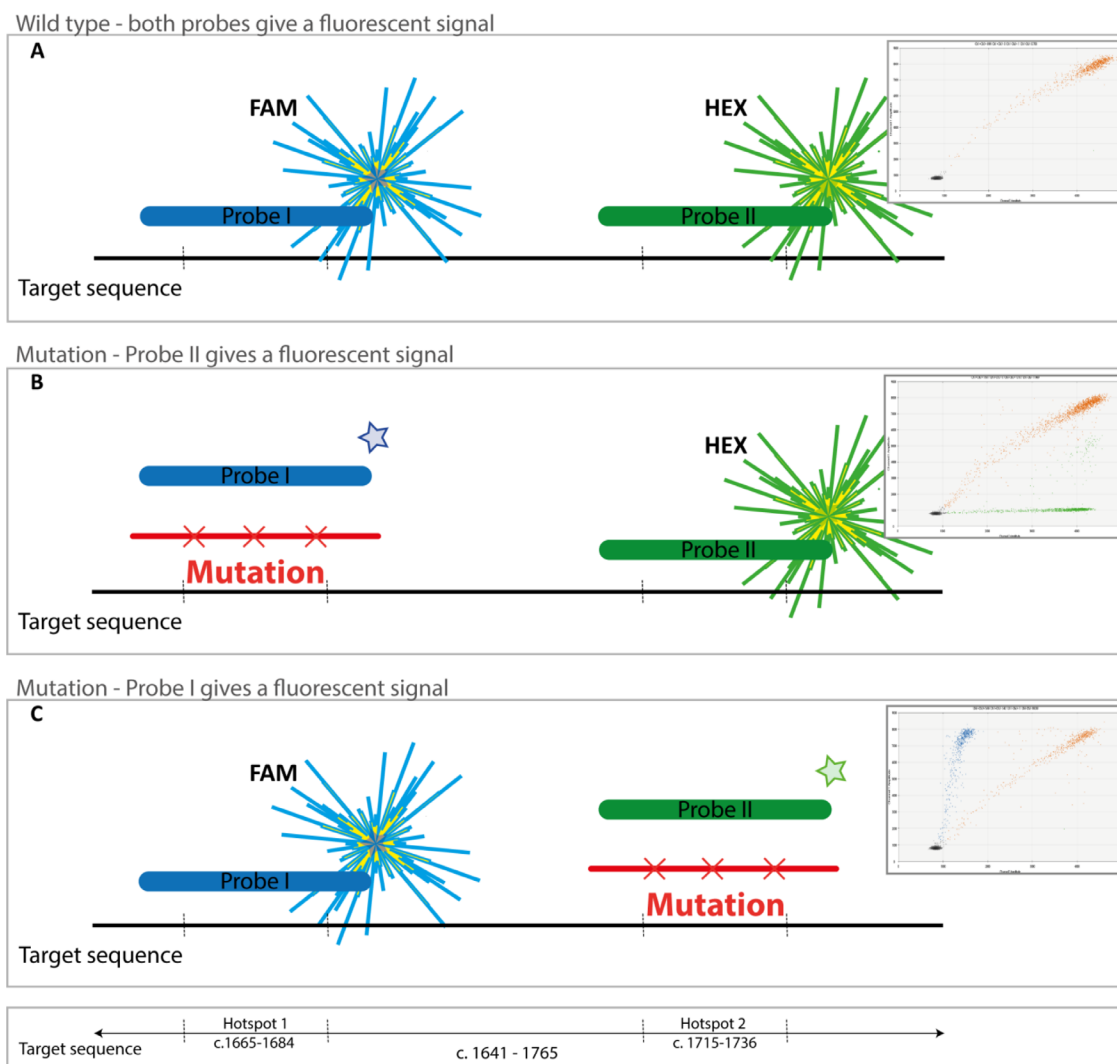 Wild type - both probes give a fluorescent signal
A
FAM
HEX
Probe I
Probe II
Target sequence
Mutation - Probe II gives a fluorescent signal
B
HEX
Probe I
Probe II
Mutation
Target sequence
Mutation - Probe I gives a fluorescent signal
C
FAM
Probe II
Probe I
Mutation
Target sequence
Hotspot 1
c.1665-1684
Hotspot 2
c. 1715-1736
Target sequence
c. 1641 - 1765